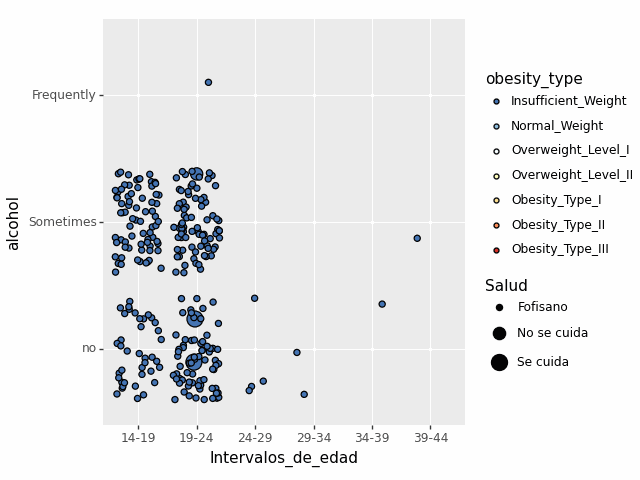 alcohol
Frequently
Sometimes
no
14-19 19-24 24-29 29-34 34-39 39-44
Intervalos_de_edad
obesity_type
Insufficient_Weight
Normal_Weight
Overweight_Level_I
Overweight_Level_II
Obesity_Type_I
Obesity_Type_II
Obesity_Type_III
Salud
Fofisano
No se cuida
Se cuida